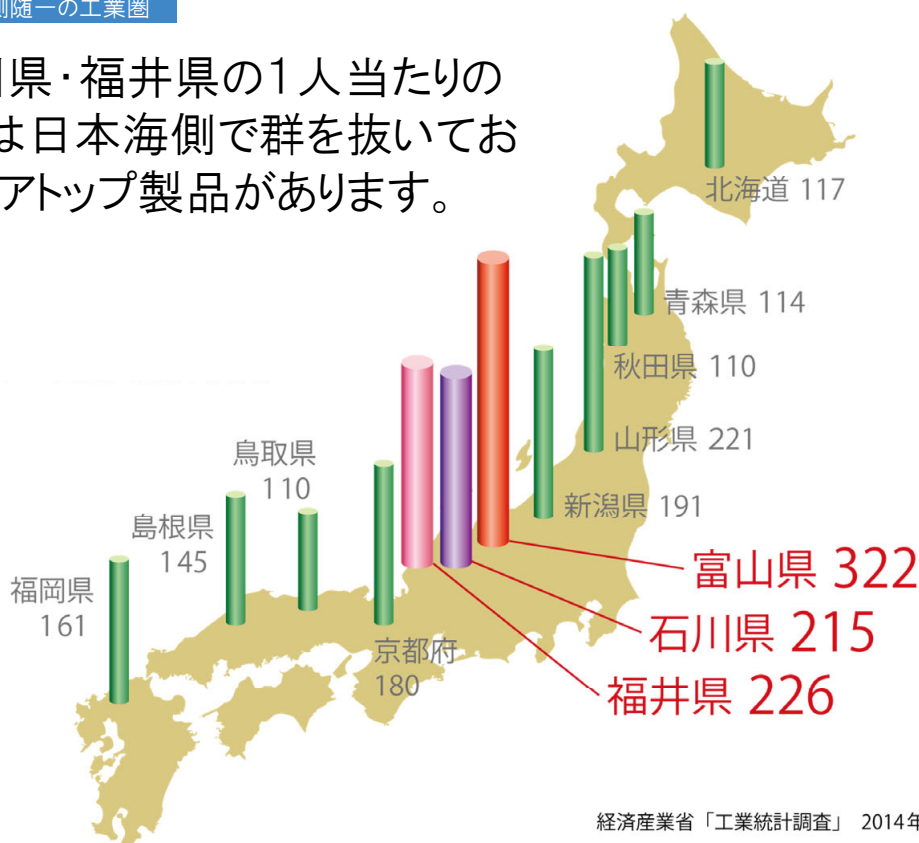 側随一の工業圏
川県・福井県の1人当たりの
は日本海側で群を抜いてお
アトップ製品があります。
北海道 117
青森県 114
秋田県 110
山形県 221
新潟県 191
富山県 322
石川県 215
福井県 226
鳥取県
110
島根県
145
福岡県
161
京都府
180
経済産業省「工業統計調査」 2014年